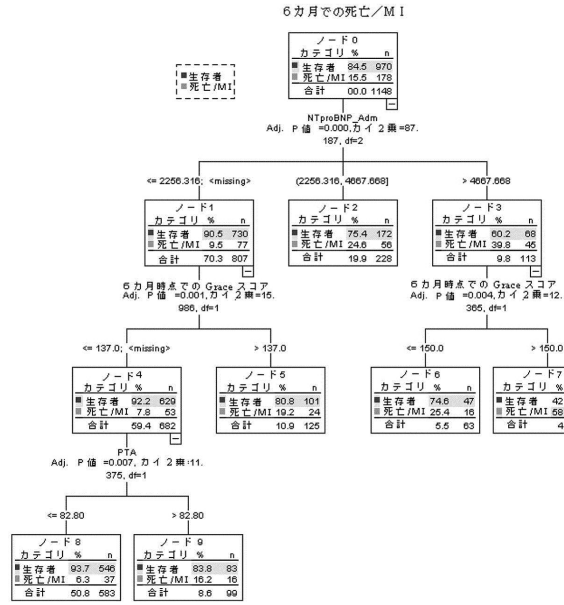 6カ月での死亡/MI
生存者
死亡/MI
ノード0
カテゴリ % n
生存者 84.5 970
死亡/MI 15.5 178
合計 00.0 1148
NTproBNP_Adm
Adj. P値 =0.000,カイ2乗=87.
187, df=2
<= 2256.316; <missing>
(2256.316, 4667.668]
> 4667.668
ノード1
カテゴリ % n
生存者 90.5 730
死亡/MI 9.5 77
合計 70.3 807
ノード2
カテゴリ % n
生存者 75.4 172
死亡/MI 24.6 56
合計 19.9 228
ノード3
カテゴリ % n
生存者 60.2 68
死亡/MI 39.8 45
合計 9.8 113
6カ月時点での Grace スコア
Adj. P値 =0.001,カイ2乗=15.
986, df=1
6カ月時点での Grace スコア
Adj. P値 =0.004,カイ2乗=12.
365, df=1
<= 137.0; <missing>
> 137.0
<= 150.0
> 150.0
ノード4
カテゴリ % n
生存者 92.2 629
死亡/MI 7.8 53
合計 59.4 682
ノード5
カテゴリ % n
生存者 80.8 101
死亡/MI 19.2 24
合計 10.9 125
ノード6
カテゴリ % n
生存者 74.6 47
死亡/MI 25.4 16
合計 5.5 63
ノード7
カテゴリ %
生存者 42
死亡/MI 58
合計 4
PTA
Adj. P値 =0.007, カイ2乗=11.
375, df=1
<= 82.80
> 82.80
ノード8
カテゴリ % n
生存者 93.7 546
死亡/MI 6.3 37
合計 50.8 583
ノード9
カテゴリ % n
生存者 83.8 83
死亡/MI 16.2 16
合計 8.6 99